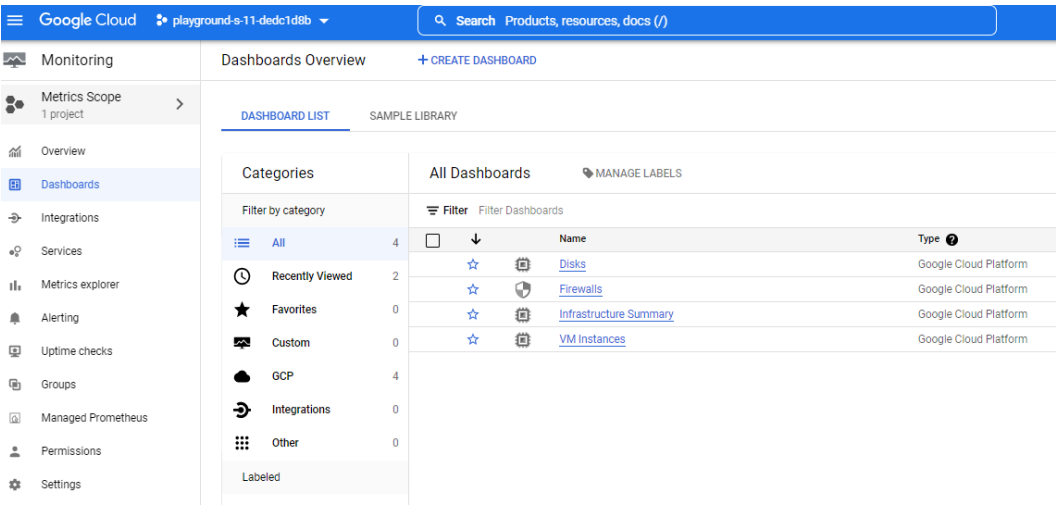 Google Cloud playground-s-11-dedc1d8b Search Products, resources, docs (/)
Monitoring
Metrics Scope
1 project
Overview
Dashboards
Integrations
Services
Metrics explorer
Alerting
Uptime checks
Groups
Managed Prometheus
Permissions
Settings
Dashboards Overview CREATE DASHBOARD
DASHBOARD LIST SAMPLE LIBRARY
Categories
Filter by category
All 4
Recently Viewed 2
Favorites 0
Custom 0
GCP 4
Integrations 0
Other 0
Labeled
All Dashboards MANAGE LABELS
Filter Filter Dashboards
Name Type ?
Disks Google Cloud Platform
Firewalls Google Cloud Platform
Infrastructure Summary Google Cloud Platform
VM Instances Google Cloud Platform